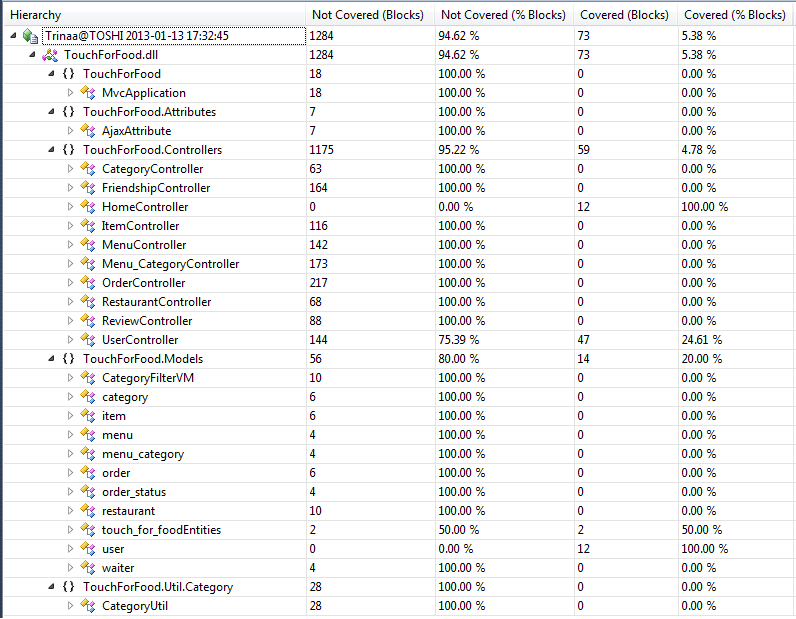 Hierarchy Not Covered (Blocks) Not Covered (% Blocks) Covered (Blocks) Covered (% Blocks)
Trinaa@TOSHI 2013-01-13 17:32:45 1284 94.62 % 73 5.38 %
TouchForFood.dll 1284 94.62 % 73 5.38 %
{} TouchForFood 18 100.00 % 0 0.00 %
MvcApplication 18 100.00 % 0 0.00 %
{} TouchForFood.Attributes 7 100.00 % 0 0.00 %
AjaxAttribute 7 100.00 % 0 0.00 %
{} TouchForFood.Controllers 1175 95.22 % 59 4.78 %
CategoryController 63 100.00 % 0 0.00 %
FriendshipController 164 100.00 % 0 0.00 %
HomeController 0 0.00 % 12 100.00 %
ItemController 116 100.00 % 0 0.00 %
MenuController 142 100.00 % 0 0.00 %
Menu_CategoryController 173 100.00 % 0 0.00 %
OrderController 217 100.00 % 0 0.00 %
RestaurantController 68 100.00 % 0 0.00 %
ReviewController 88 100.00 % 0 0.00 %
UserController 144 75.39 % 47 24.61 %
{} TouchForFood.Models 56 80.00 % 14 20.00 %
CategoryFilterVM 10 100.00 % 0 0.00 %
category 6 100.00 % 0 0.00 %
item 6 100.00 % 0 0.00 %
menu 4 100.00 % 0 0.00 %
menu_category 4 100.00 % 0 0.00 %
order 6 100.00 % 0 0.00 %
order_status 4 100.00 % 0 0.00 %
restaurant 10 100.00 % 0 0.00 %
touch_for_foodEntities 2 50.00 % 2 50.00 %
user 0 0.00 % 12 100.00 %
waiter 4 100.00 % 0 0.00 %
{} TouchForFood.Util.Category 28 100.00 % 0 0.00 %
CategoryUtil 28 100.00 % 0 0.00 %